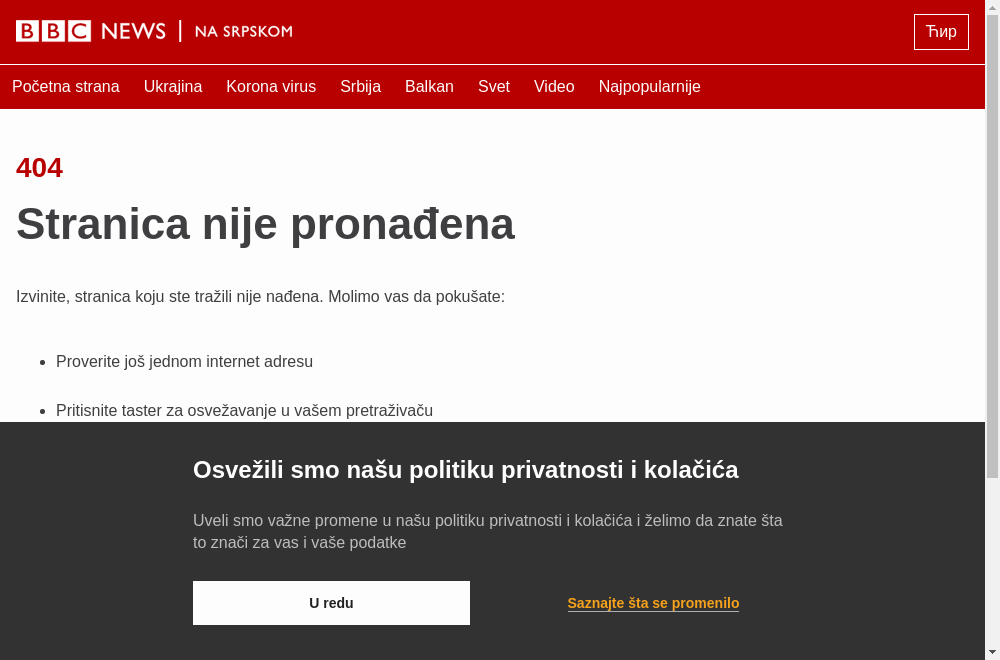 BBC NEWS | NA SRPSKOM
Ћир
Početna strana Ukrajina Korona virus Srbija Balkan Svet Video Najpopularnije
404
Stranica nije pronađena
Izvinite, stranica koju ste tražili nije nađena. Molimo vas da pokušate:
Proverite još jednom internet adresu
Pritisnite taster za osvežavanje u vašem pretraživaču
Osvežili smo našu politiku privatnosti i kolačića
Uveli smo važne promene u našu politiku privatnosti i kolačića i želimo da znate šta
to znači za vas i vaše podatke
U redu
Saznajte šta se promenilo